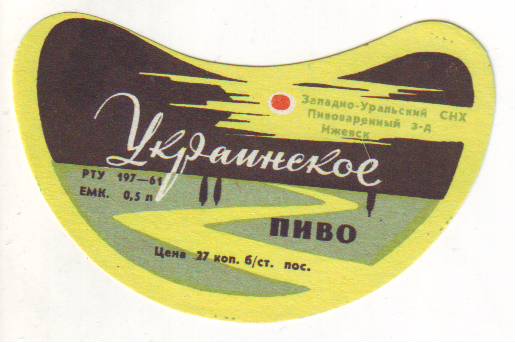 Западно-Уральский СНХ
Пивоваренный з-д
Ижевск
Украинское
РТУ 197—61
ЕМК. 0,5 л
ПИВО
Цена 27 коп. б/ст. пос.